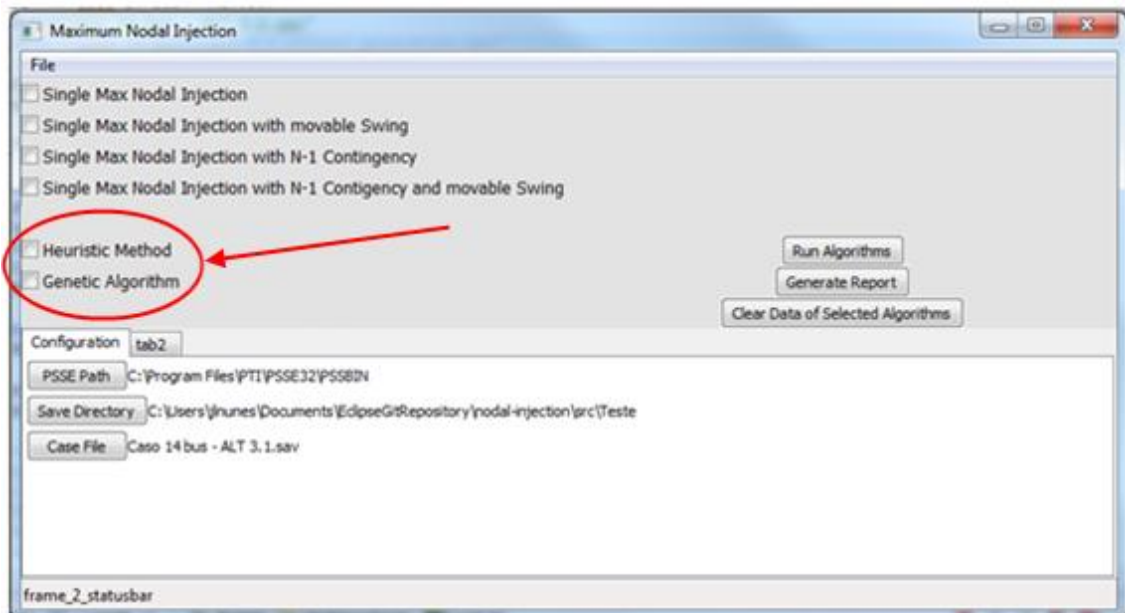 Maximum Nodal Injection
File
Single Max Nodal Injection
Single Max Nodal Injection with movable Swing
Single Max Nodal Injection with N-1 Contingency
Single Max Nodal Injection with N-1 Contigency and movable Swing
Heuristic Method
Run Algorithms
Genetic Algorithm
Generate Report
Clear Data of Selected Algorithms
Configuration tab2
PSSE Path C:\Program Files\PTI\PSSE32\PSSBIN
Save Directory C:\Users\jlnunes\Documents\EclipseGitRepository\nodal-injection\src\Teste
Case File Caso 14 bus - ALT 3.1.sav
frame_2_statusbar